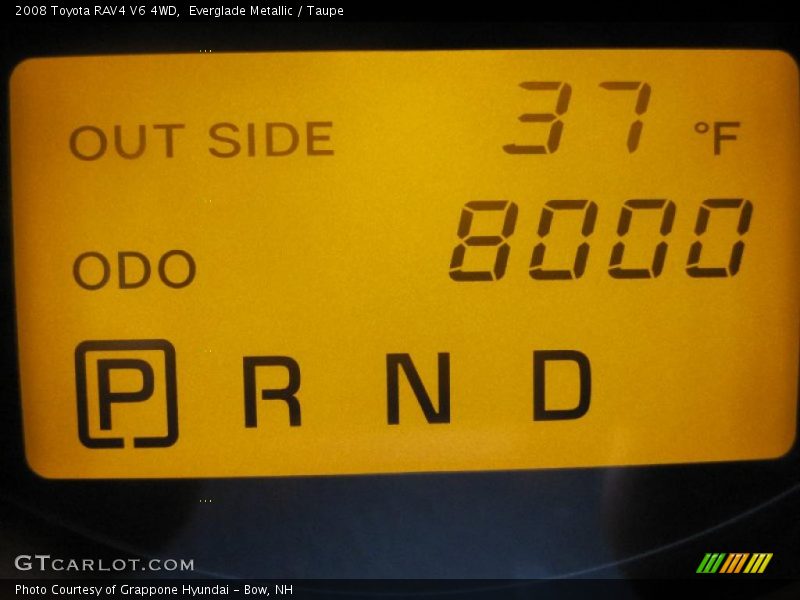 2008 Toyota RAV4 V6 4WD,  Everglade Metallic / Taupe
OUT SIDE 37 °F
ODO 8000
P R N D
GTCARLOT.COM
Photo Courtesy of Grappone Hyundai - Bow, NH